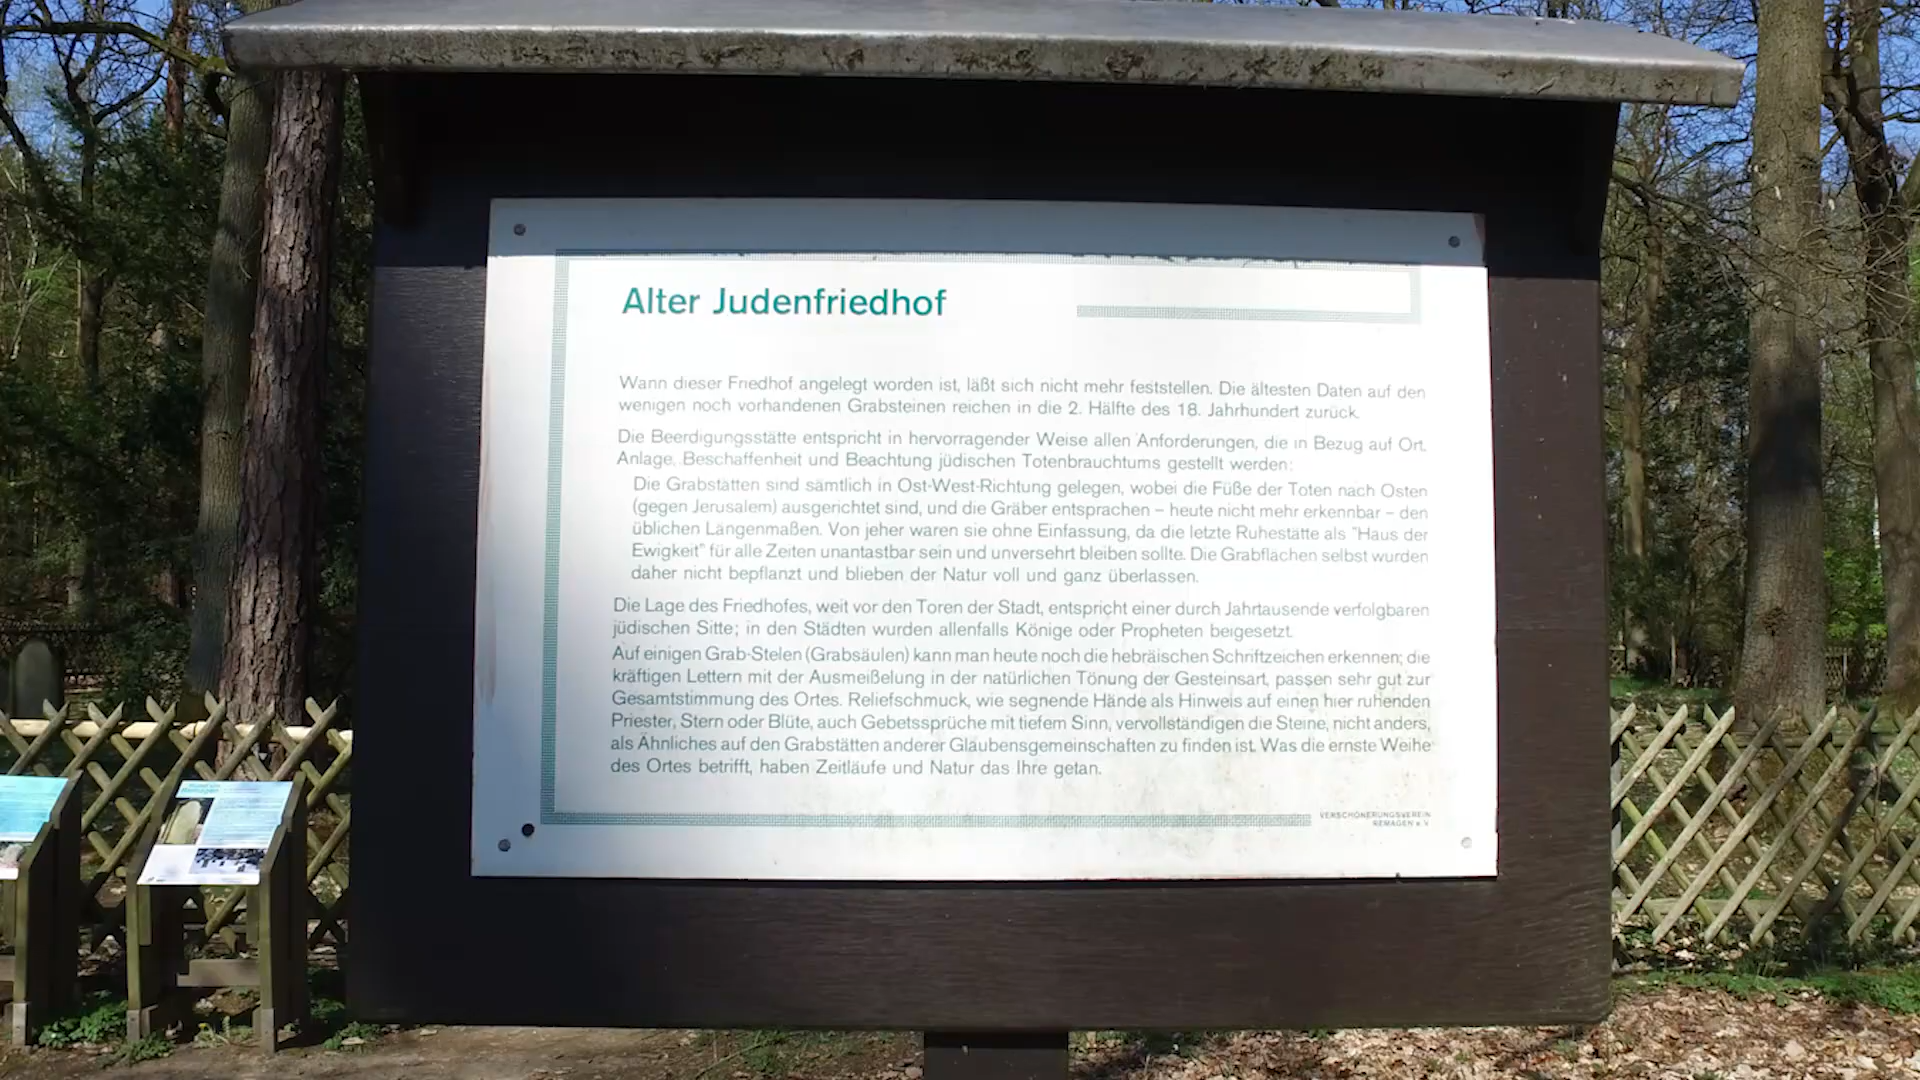 Alter Judenfriedhof
Wann dieser Friedhof angelegt worden ist, läßt sich nicht mehr feststellen. Die ältesten Daten auf den
wenigen noch vorhandenen Grabsteinen reichen in die 2. Hälfte des 18. Jahrhundert zurück.
Die Beerdigungsstätte entspricht in hervorragender Weise allen Anforderungen, die in Bezug auf Ort,
Anlage, Beschaffenheit und Beachtung jüdischen Totenbrauchtums gestellt werden:
Die Grabstätten sind sämtlich in Ost-West-Richtung gelegen, wobei die Füße der Toten nach Osten
(gegen Jerusalem) ausgerichtet sind, und die Gräber entsprachen – heute nicht mehr erkennbar – den
üblichen Längenmaßen. Von jeher waren sie ohne Einfassung, da die letzte Ruhestätte als "Haus der
Ewigkeit" für alle Zeiten unantastbar sein und unversehrt bleiben sollte. Die Grabflächen selbst wurden
daher nicht bepflanzt und blieben der Natur voll und ganz überlassen.
Die Lage des Friedhofes, weit vor den Toren der Stadt, entspricht einer durch Jahrtausende verfolgbaren
jüdischen Sitte; in den Städten wurden allenfalls Könige oder Propheten beigesetzt.
Auf einigen Grab-Stelen (Grabsäulen) kann man heute noch die hebräischen Schriftzeichen erkennen; die
kräftigen Lettern mit der Ausmeißelung in der natürlichen Tönung der Gesteinsart, passen sehr gut zur
Gesamtstimmung des Ortes. Reliefschmuck, wie segnende Hände als Hinweis auf einen hier ruhenden
Priester, Stern oder Blüte, auch Gebetssprüche mit tiefem Sinn, vervollständigen die Steine, nicht anders,
als Ähnliches auf den Grabstätten anderer Glaubensgemeinschaften zu finden ist. Was die ernste Weihe
des Ortes betrifft, haben Zeitläufe und Natur das Ihre getan.
VERSCHÖNERUNGSVEREIN
REMAGEN e.V.